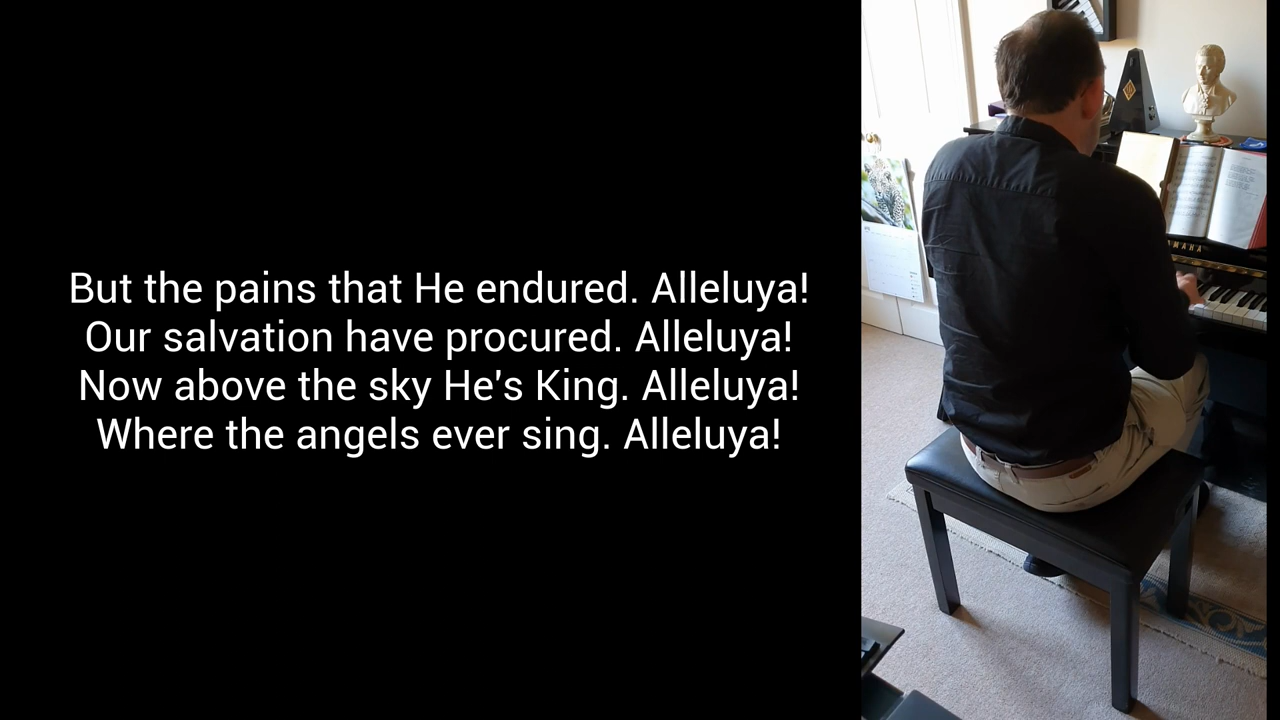 But the pains that He endured. Alleluya!
Our salvation have procured. Alleluya!
Now above the sky He's King. Alleluya!
Where the angels ever sing. Alleluya!
AMAHA